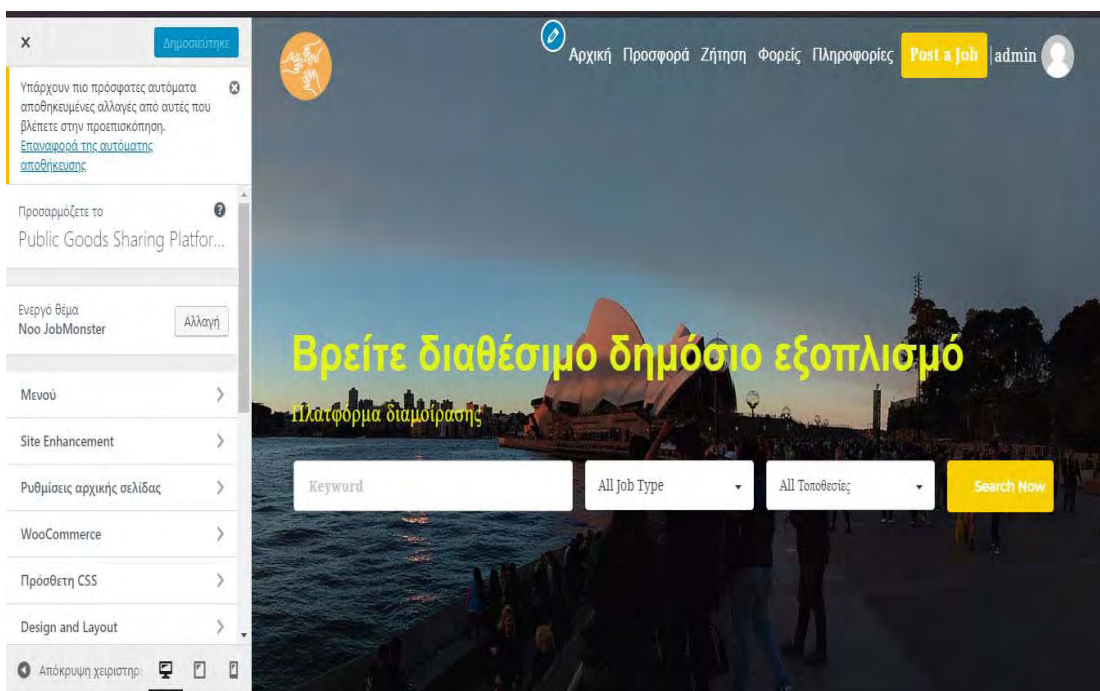 Δημοσιεύτηκε
Υπάρχουν πιο πρόσφατες αυτόματα
αποθηκευμένες αλλαγές από αυτές που
βλέπετε στην προεπισκόπηση.
Επαναφορά της αυτόματης
αποθήκευσης
Προσαρμόζετε το
Public Goods Sharing Platfor...
Ενεργό θέμα
Noo JobMonster
Αλλαγή
Μενού
Site Enhancement
Ρυθμίσεις αρχικής σελίδας
WooCommerce
Πρόσθετη CSS
Design and Layout
Απόκρυψη χειριστηρ
Αρχική Προσφορά Ζήτηση Φορείς Πληροφορίες Post a Job |admin
Βρείτε διαθέσιμο δημόσιο εξοπλισμό
Πλατφόρμα διαμοίρασης
Keyword All Job Type All Τοποθεσίες Search Now